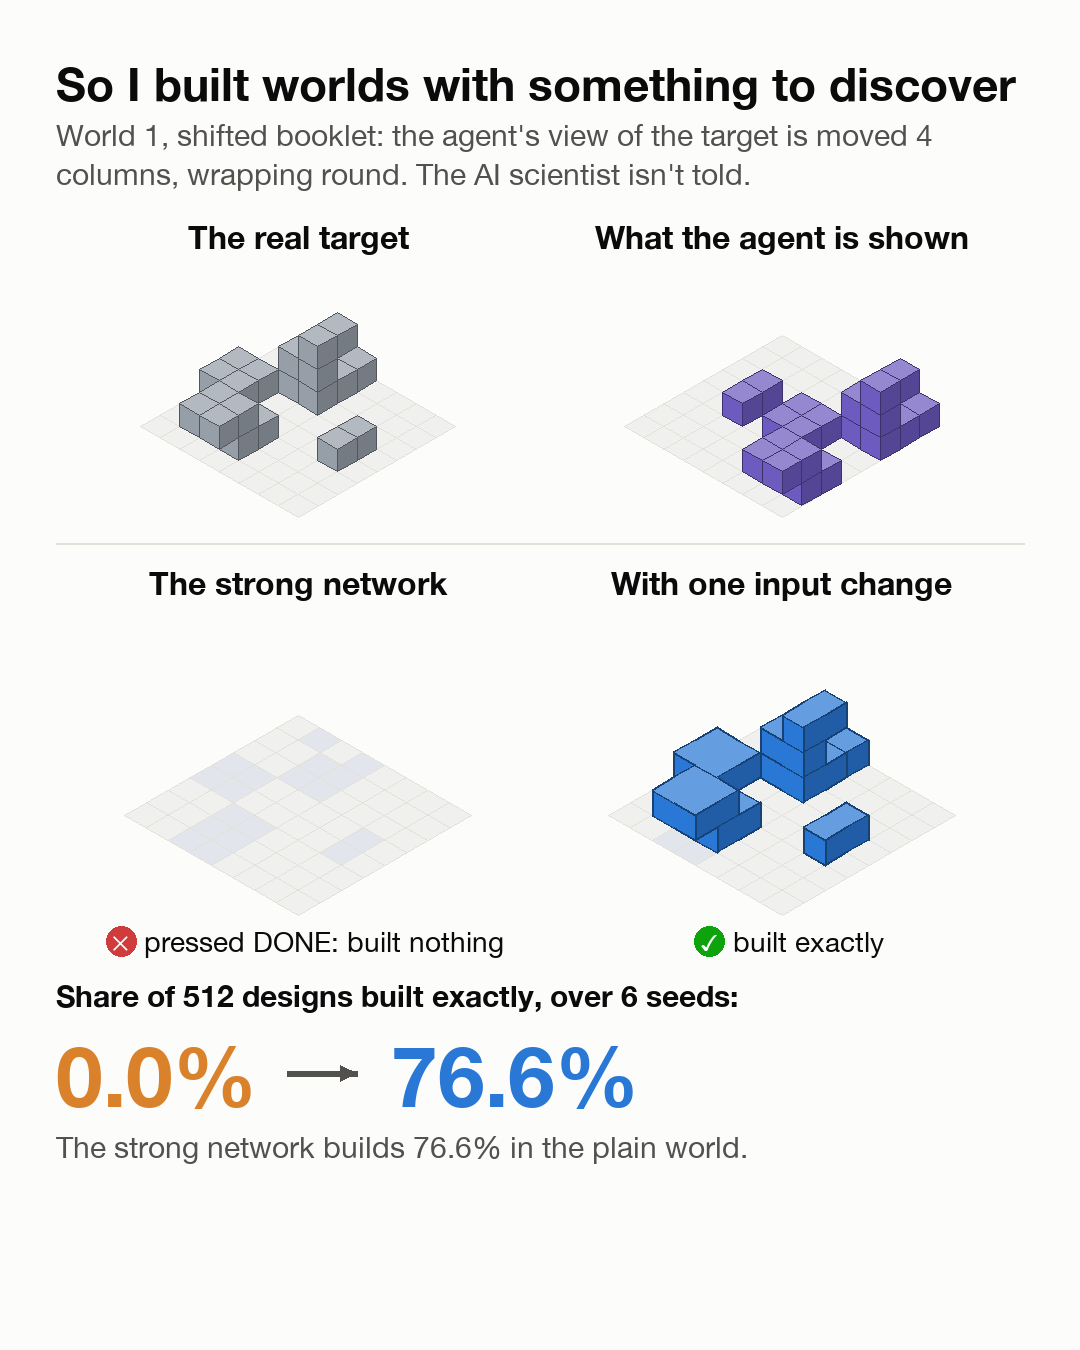 So I built worlds with something to discover
World 1, shifted booklet: the agent's view of the target is moved 4
columns, wrapping round. The AI scientist isn't told.
The real target
What the agent is shown
The strong network
With one input change
pressed DONE: built nothing
built exactly
Share of 512 designs built exactly, over 6 seeds:
0.0% → 76.6%
The strong network builds 76.6% in the plain world.